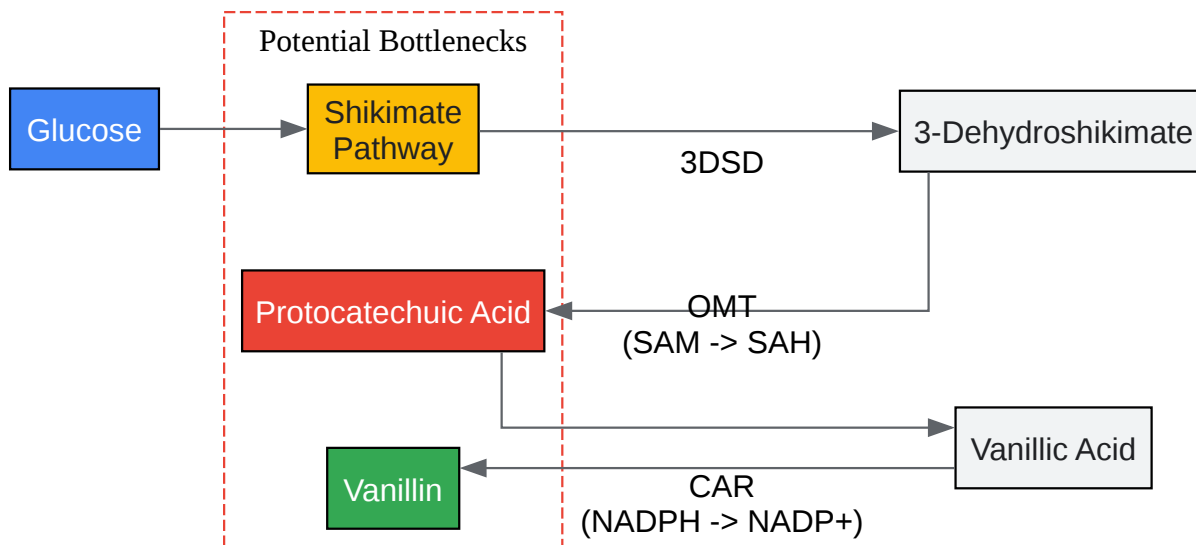 Potential Bottlenecks
Glucose
Shikimate
Pathway
3DSD
3-Dehydroshikimate
Protocatechuic Acid
OMT
(SAM -> SAH)
Vanillic Acid
Vanillin
CAR
(NADPH -> NADP+)